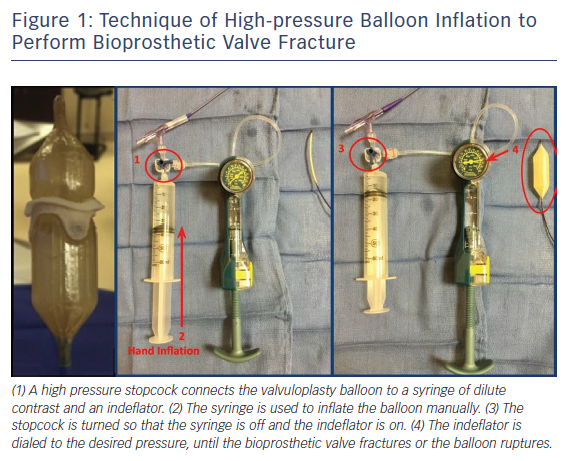 Figure 1: Technique of High-pressure Balloon Inflation to
Perform Bioprosthetic Valve Fracture
1
2
Hand Inflation
3
4
(1) A high pressure stopcock connects the valvuloplasty balloon to a syringe of dilute
contrast and an indeflator. (2) The syringe is used to inflate the balloon manually. (3) The
stopcock is turned so that the syringe is off and the indeflator is on. (4) The indeflator is
dialed to the desired pressure, until the bioprosthetic valve fractures or the balloon ruptures.